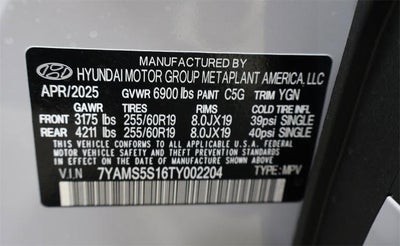 MANUFACTURED BY
HYUNDAI MOTOR GROUP METAPLANT AMERICA, LLC
APR/2025 GVWR 6900 lbs PAINT C5G TRIM YGN
GAWR TIRES RIMS COLD TIRE INFL
FRONT 3175 lbs 255/60R19 8.0JX19 39psi SINGLE
REAR 4211 lbs 255/60R19 8.0JX19 40psi SINGLE
THIS VEHICLE CONFORMS TO ALL APPLICABLE U.S. FEDERAL
MOTOR VEHICLE SAFETY STANDARDS IN EFFECT ON
THE DATE OF MANUFACTURE SHOWN ABOVE.
V.I.N 7YAMS5S16TY002204 TYPE: MPV